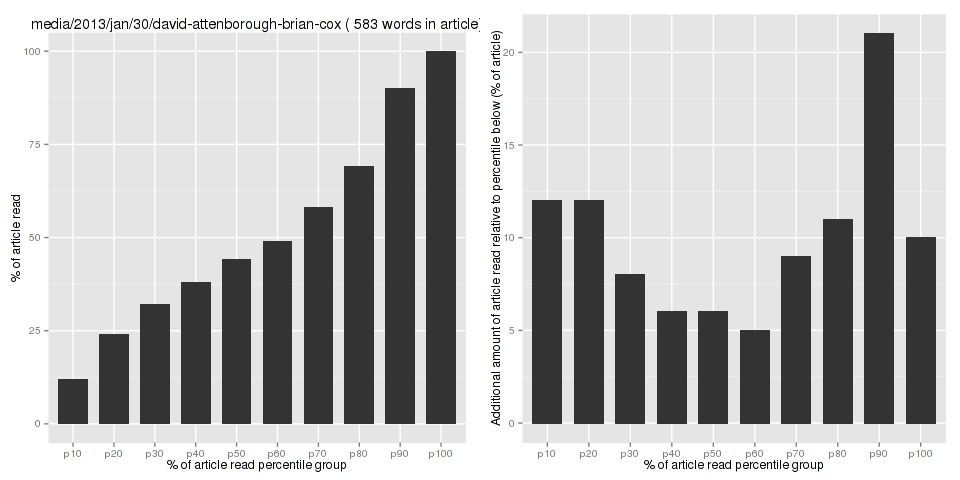 media/2013/jan/30/david-attenborough-brian-cox ( 583 words in article)
% of article read
100
75
50
25
0
p10 p20 p30 p40 p50 p60 p70 p80 p90 p100
% of article read percentile group
Additional amount of article read relative to percentile below (% of article)
20
15
10
5
0
p10 p20 p30 p40 p50 p60 p70 p80 p90 p100
% of article read percentile group